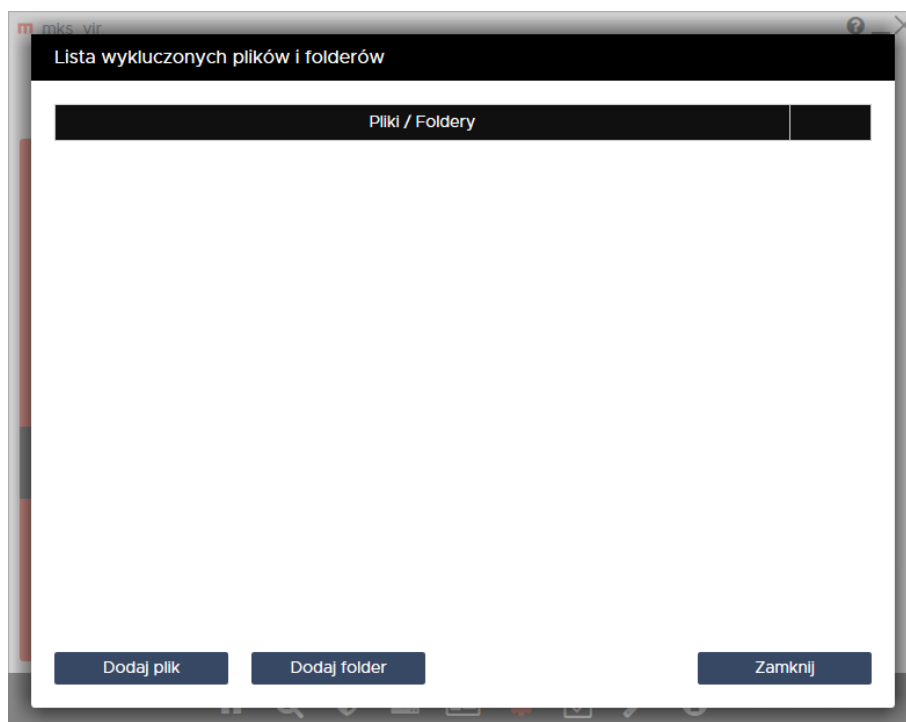 m mks_vir
Lista wykluczonych plików i folderów
Pliki / Foldery
Dodaj plik
Dodaj folder
Zamknij